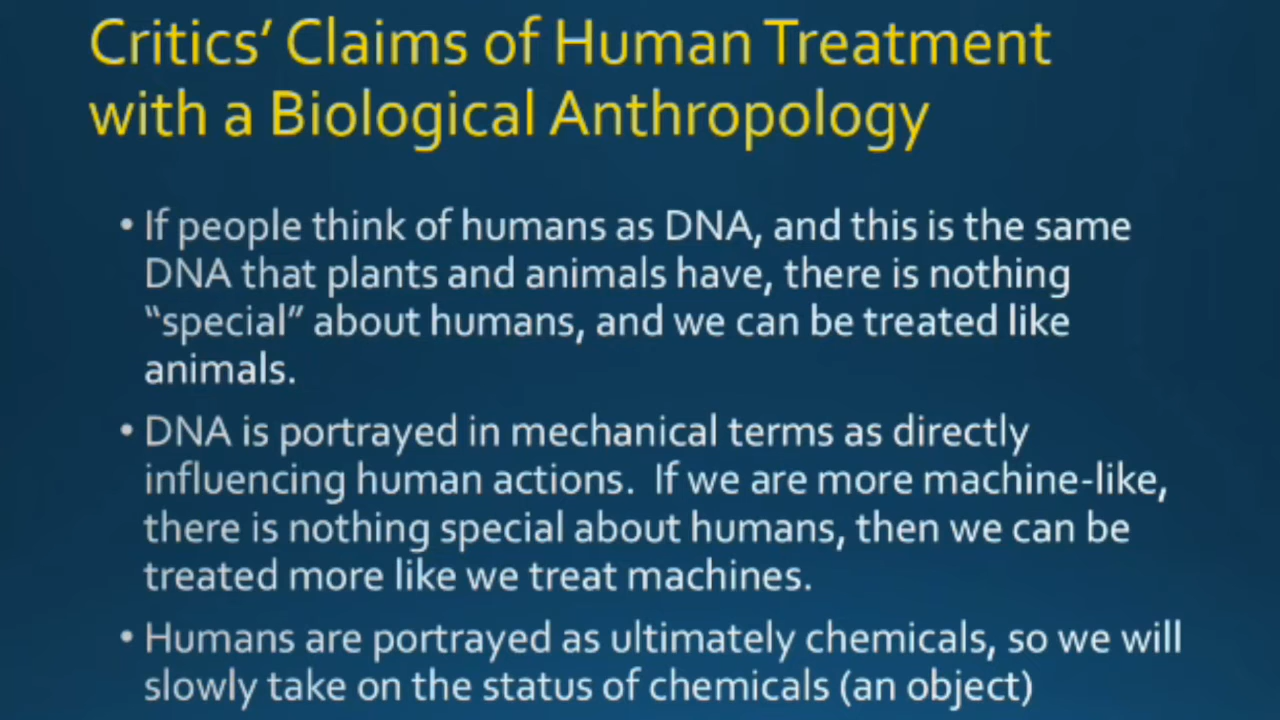 Critics’ Claims of Human Treatment
with a Biological Anthropology
• If people think of humans as DNA, and this is the same
DNA that plants and animals have, there is nothing
“special” about humans, and we can be treated like
animals.
• DNA is portrayed in mechanical terms as directly
influencing human actions.  If we are more machine-like,
there is nothing special about humans, then we can be
treated more like we treat machines.
• Humans are portrayed as ultimately chemicals, so we will
slowly take on the status of chemicals (an object)